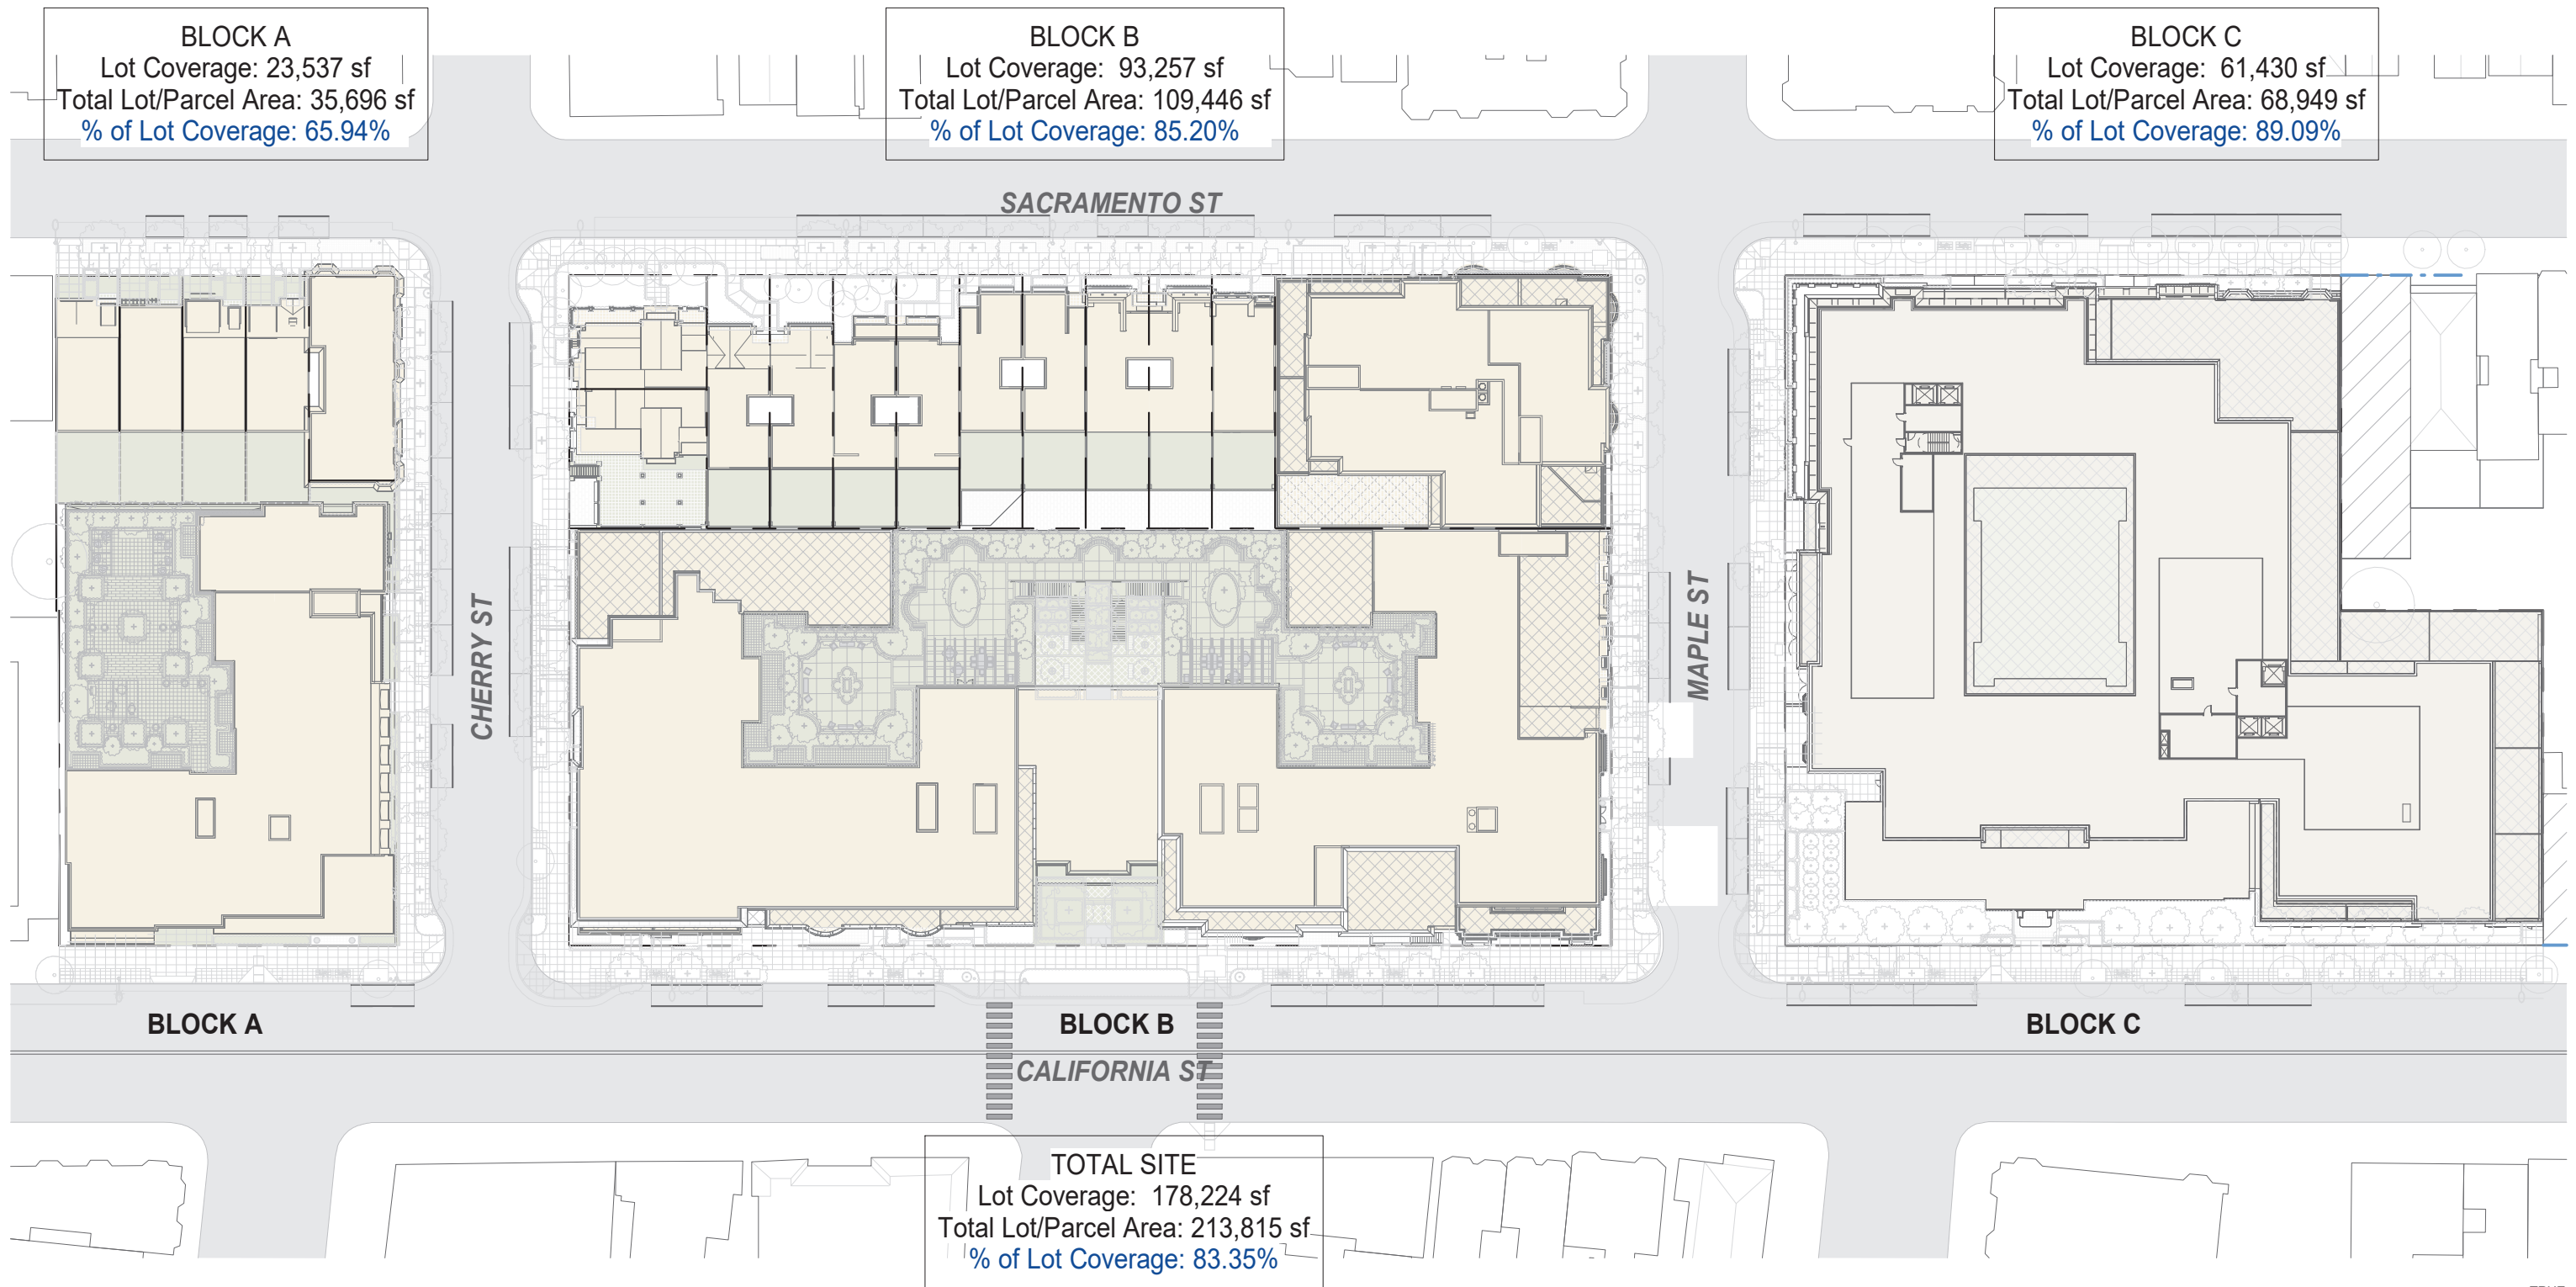 BLOCK A
Lot Coverage: 23,537 sf
Total Lot/Parcel Area: 35,696 sf
% of Lot Coverage: 65.94%
BLOCK B
Lot Coverage: 93,257 sf
Total Lot/Parcel Area: 109,446 sf
% of Lot Coverage: 85.20%
BLOCK C
Lot Coverage: 61,430 sf
Total Lot/Parcel Area: 68,949 sf
% of Lot Coverage: 89.09%
SACRAMENTO ST
CHERRY ST
MAPLE ST
BLOCK A
BLOCK B
BLOCK C
CALIFORNIA ST
TOTAL SITE
Lot Coverage: 178,224 sf
Total Lot/Parcel Area: 213,815 sf
% of Lot Coverage: 83.35%